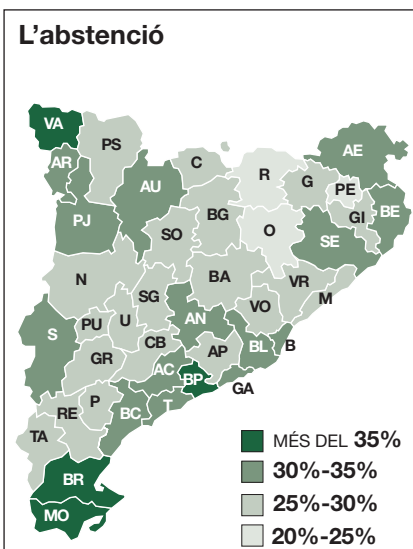 L'abstenció
VA
PS
AR
C
AE
R
G
AU
PE
PJ
BG
GI
BE
SO
O
SE
N
BA
VR
SG
VO
M
S
PU
U
AN
CB
B
GR
AP
BL
AC
BP
GA
P
RE
BC
T
TA
BR
MO
MÉS DEL 35%
30%-35%
25%-30%
20%-25%